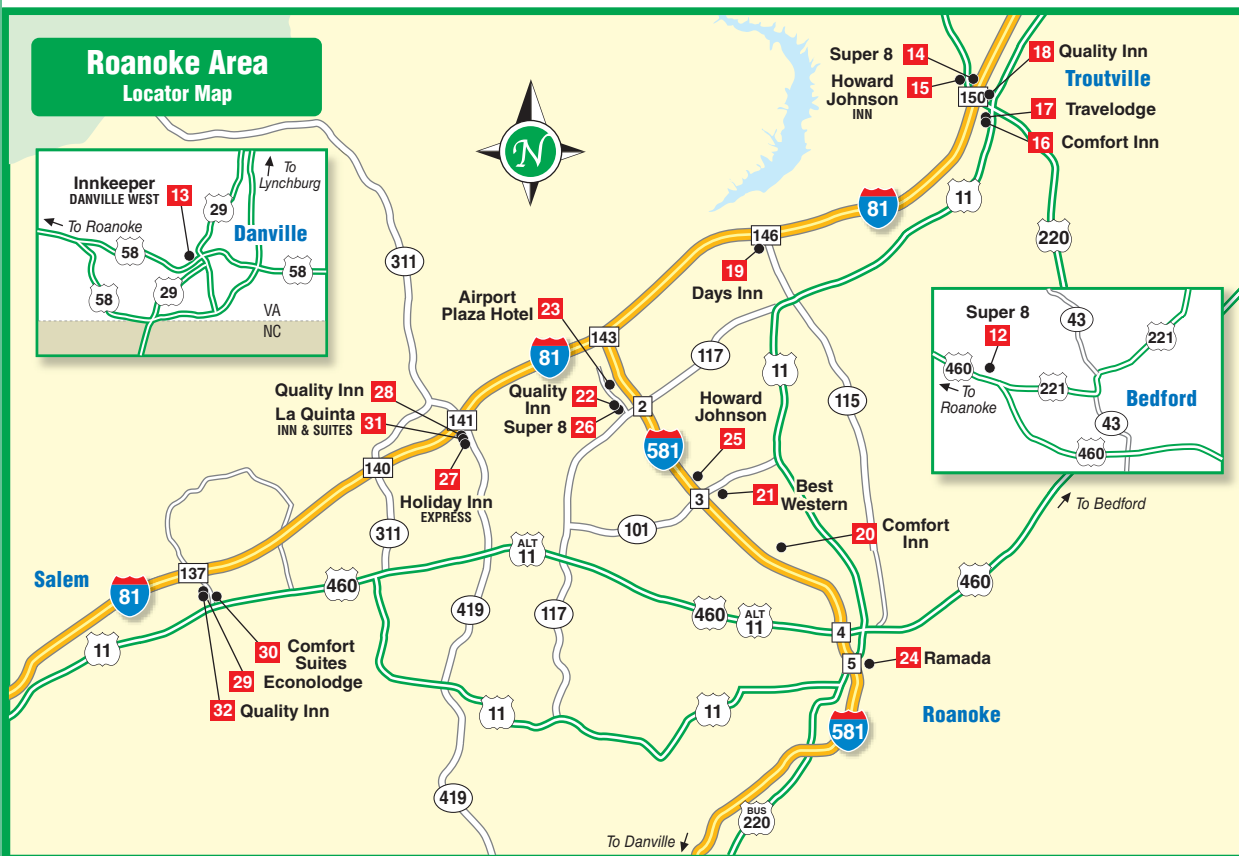 Roanoke Area
Locator Map
N
Super 8 14
Howard
Johnson
INN
15
150
18 Quality Inn
Troutville
17 Travelodge
16 Comfort Inn
11
81
220
146
19
Days Inn
Innkeeper
DANVILLE WEST
13
To
Lynchburg
29
To Roanoke
Danville
58
58
58
29
VA
NC
311
Airport
Plaza Hotel
23
143
81
117
11
115
Super 8
12
43
221
460
To
Roanoke
221
Bedford
43
460
To Bedford
Quality Inn 28
La Quinta
INN & SUITES
31
141
140
27
Holiday Inn
EXPRESS
Quality
Inn
22
Super 8 26
2
581
Howard
Johnson
25
3
21 Best
Western
101
20 Comfort
Inn
311
ALT
11
460
Salem
81
137
11
30 Comfort
Suites
29 Econolodge
32 Quality Inn
419
117
460
ALT
11
460
4
5
24 Ramada
Roanoke
11
11
581
419
BUS
220
To Danville